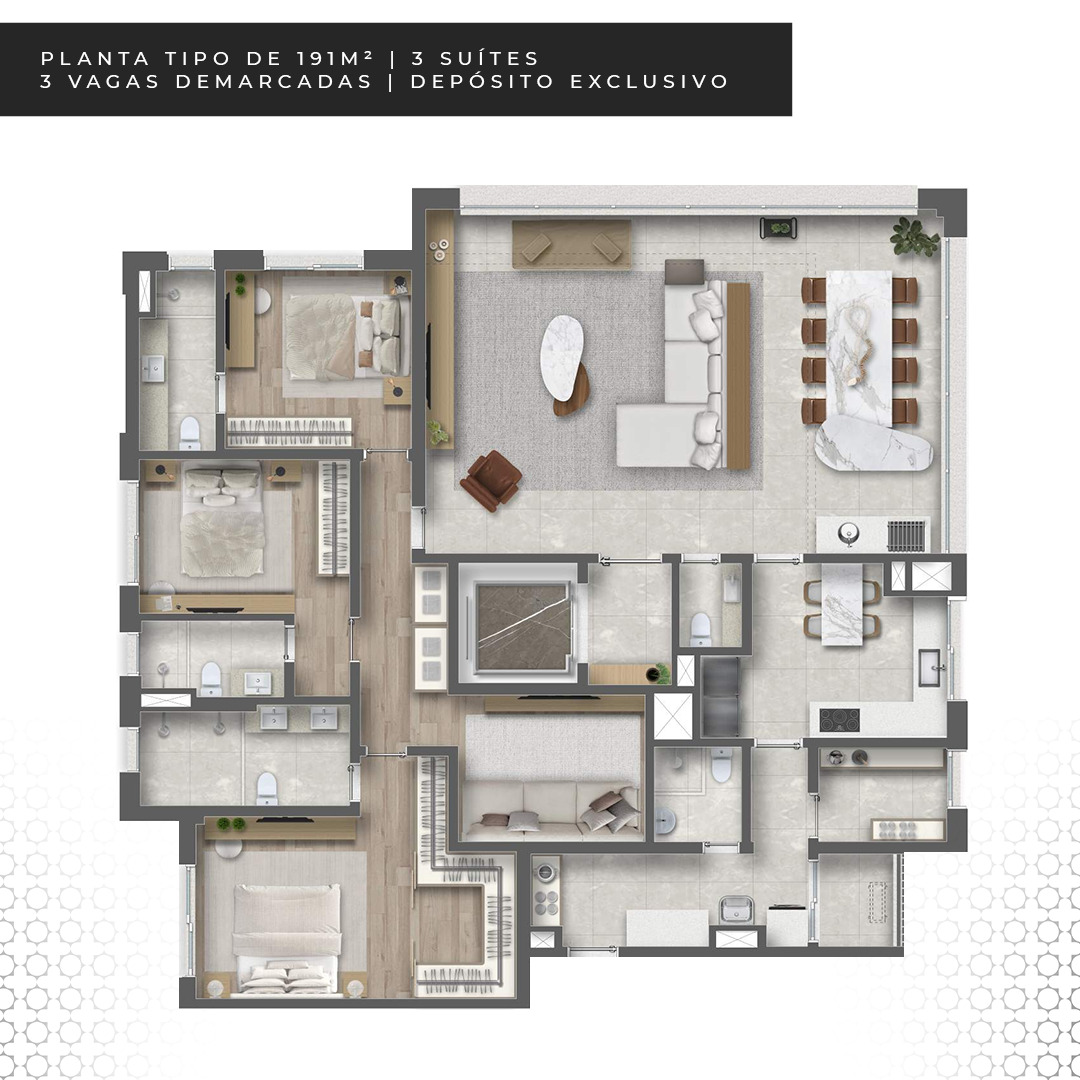 PLANTA TIPO DE 191M² | 3 SUÍTES
3 VAGAS DEMARCADAS | DEPÓSITO EXCLUSIVO